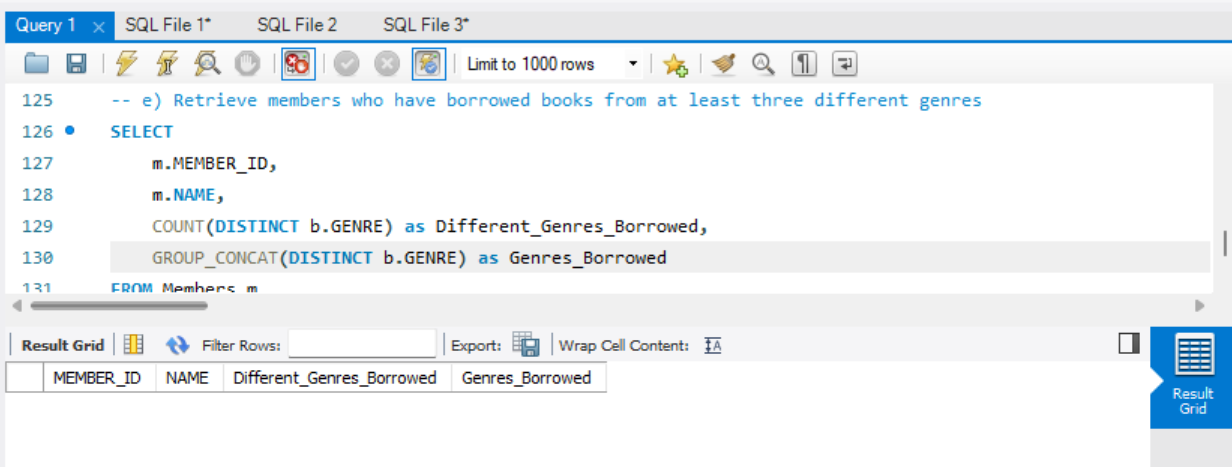 Query 1 × SQL File 1* SQL File 2 SQL File 3*
Limit to 1000 rows
125 -- e) Retrieve members who have borrowed books from at least three different genres
126 SELECT
127 m.MEMBER_ID,
128 m.NAME,
129 COUNT(DISTINCT b.GENRE) as Different_Genres_Borrowed,
130 GROUP_CONCAT(DISTINCT b.GENRE) as Genres_Borrowed
131 FROM Members m
Result Grid Filter Rows: Export: Wrap Cell Content: IA
MEMBER_ID NAME Different_Genres_Borrowed Genres_Borrowed
Result
Grid